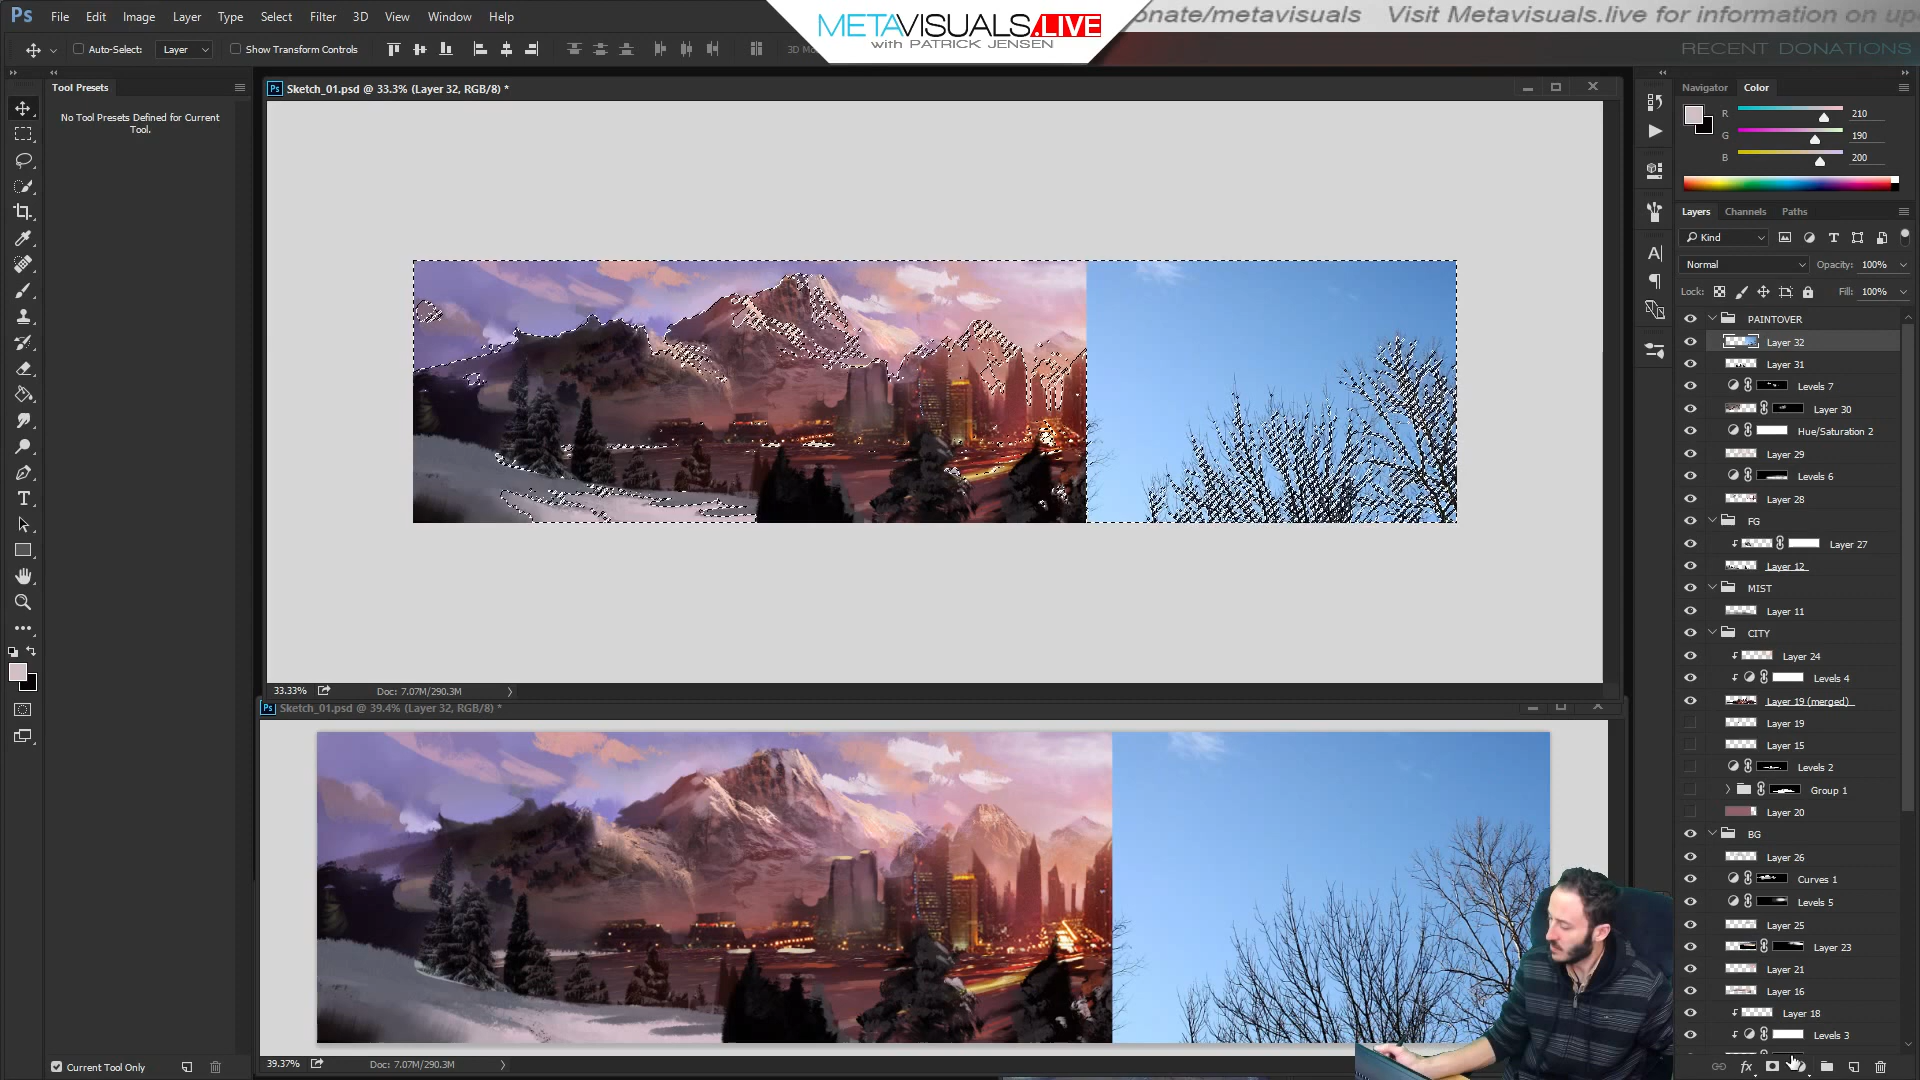 Ps File Edit Image Layer Type Select Filter 3D View Window Help
METAVISUALS.LIVE
with PATRICK JENSEN
onate/metavisuals Visit Metavisuals.live for information on up
RECENT DONATIONS
Auto-Select: Layer Show Transform Controls
3D Mo
Tool Presets
No Tool Presets Defined for Current
Tool.
Current Tool Only
Ps Sketch_01.psd @ 33.3% (Layer 32, RGB/8) *
33.33% Doc: 7.07M/290.3M
Ps Sketch_01.psd @ 39.4% (Layer 32, RGB/8) *
39.37% Doc: 7.07M/290.3M
Navigator Color
R 210
G 190
B 200
Layers Channels Paths
Kind
Normal Opacity: 100%
Lock: Fill: 100%
PAINTOVER
Layer 32
Layer 31
Levels 7
Layer 30
Hue/Saturation 2
Layer 29
Levels 6
Layer 28
FG
Layer 27
Layer 12
MIST
Layer 11
CITY
Layer 24
Levels 4
Layer 19 (merged)
Layer 19
Layer 15
Levels 2
Group 1
Layer 20
BG
Layer 26
Curves 1
Levels 5
Layer 25
Layer 23
Layer 21
Layer 16
Layer 18
Levels 3
fx